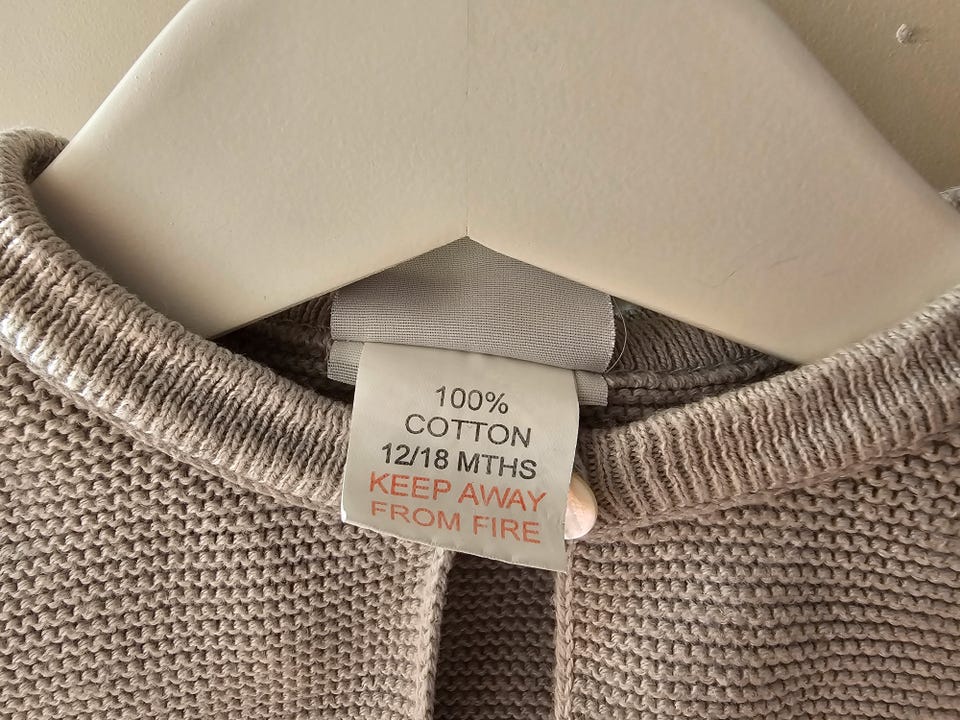 100%
COTTON
12/18 MTHS
KEEP AWAY
FROM FIRE